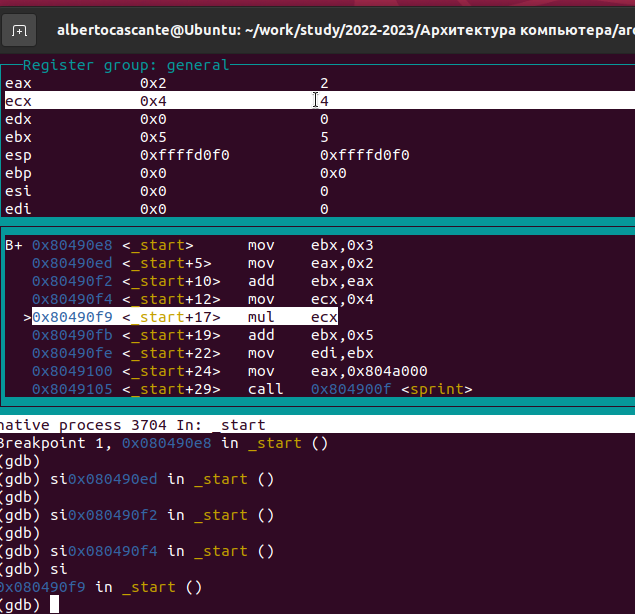 albertocascante@Ubuntu: ~/work/study/2022-2023/Архитектура компьютера/arc
Register group: general
eax 0x2 2
ecx 0x4 4
edx 0x0 0
ebx 0x5 5
esp 0xffffd0f0 0xffffd0f0
ebp 0x0 0x0
esi 0x0 0
edi 0x0 0
B+ 0x80490e8 <_start> mov ebx,0x3
0x80490ed <_start+5> mov eax,0x2
0x80490f2 <_start+10> add ebx,eax
0x80490f4 <_start+12> mov ecx,0x4
>0x80490f9 <_start+17> mul ecx
0x80490fb <_start+19> add ebx,0x5
0x80490fe <_start+22> mov edi,ebx
0x8049100 <_start+24> mov eax,0x804a000
0x8049105 <_start+29> call 0x804900f <sprint>
native process 3704 In: _start
Breakpoint 1, 0x080490e8 in _start ()
(gdb)
(gdb) si0x080490ed in _start ()
(gdb)
(gdb) si0x080490f2 in _start ()
(gdb)
(gdb) si0x080490f4 in _start ()
(gdb) si
0x080490f9 in _start ()
(gdb)